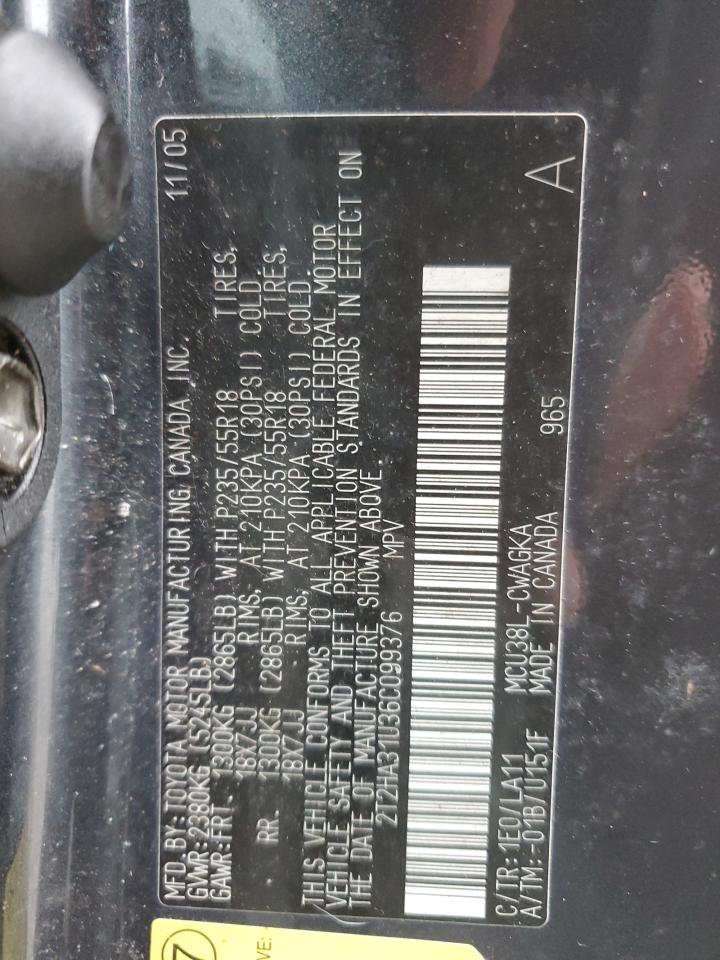 MFD. BY: TOYOTA MOTOR MANUFACTURING, CANADA, INC. 11/05
GVWR: 2380KG (5245LB)
GAWR: FRT. 1300KG (2865LB) WITH P235/55R18 TIRES,
18X7JJ RIMS, AT 210KPA (30PSI) COLD.
RR. 1300KG (2865LB) WITH P235/55R18 TIRES,
18X7JJ RIMS, AT 210KPA (30PSI) COLD.
THIS VEHICLE CONFORMS TO ALL APPLICABLE FEDERAL MOTOR
VEHICLE SAFETY AND THEFT PREVENTION STANDARDS IN EFFECT ON
THE DATE OF MANUFACTURE SHOWN ABOVE.
2T2HA31U36C099376 MPV
C/TR: 1E0/LA11 MCU38L-CWAGKA 965 A
A/TM: -01B/U151F MADE IN CANADA
7
VE: